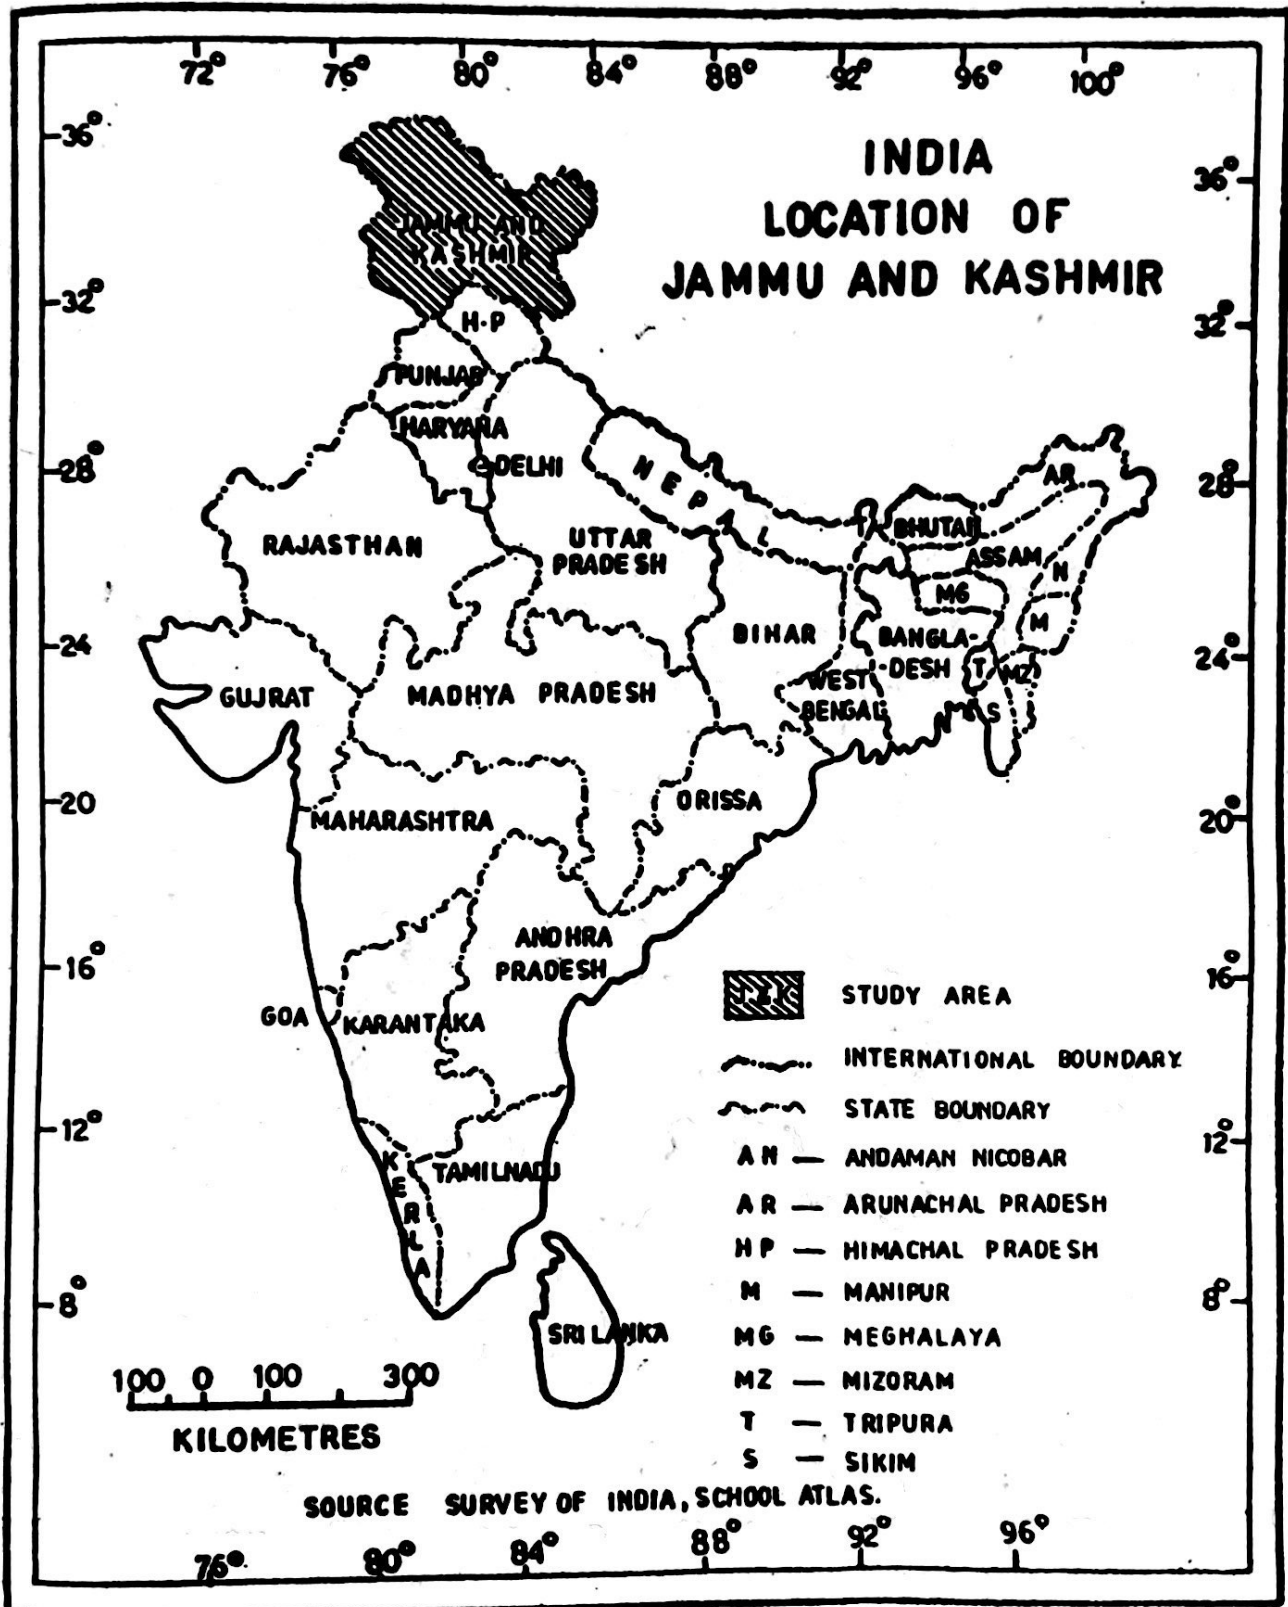 72° 76° 80° 84° 88° 92° 96° 100°
36°
INDIA
LOCATION OF
JAMMU AND KASHMIR
36°
JAMMU AND
KASHMIR
32°
32°
H.P
PUNJAB
HARYANA
DELHI
28°
28°
NEPAL
AR
BHUTAN
RAJASTHAN
UTTAR
PRADESH
ASSAM
N
MG
M
BIHAR
BANGLA-
DESH
T
MZ
24°
24°
GUJRAT
MADHYA PRADESH
WEST
BENGAL
S
20°
20°
MAHARASHTRA
ORISSA
ANDHRA
PRADESH
16°
16°
GOA
KARANTAKA
J&K STUDY AREA
INTERNATIONAL BOUNDARY
STATE BOUNDARY
12°
12°
KERLA
TAMILNADU
AN — ANDAMAN NICOBAR
AR — ARUNACHAL PRADESH
HP — HIMACHAL PRADESH
M — MANIPUR
MG — MEGHALAYA
MZ — MIZORAM
T — TRIPURA
S — SIKIM
8°
8°
SRI LANKA
100 0 100 300
KILOMETRES
SOURCE SURVEY OF INDIA, SCHOOL ATLAS.
76° 80° 84° 88° 92° 96°